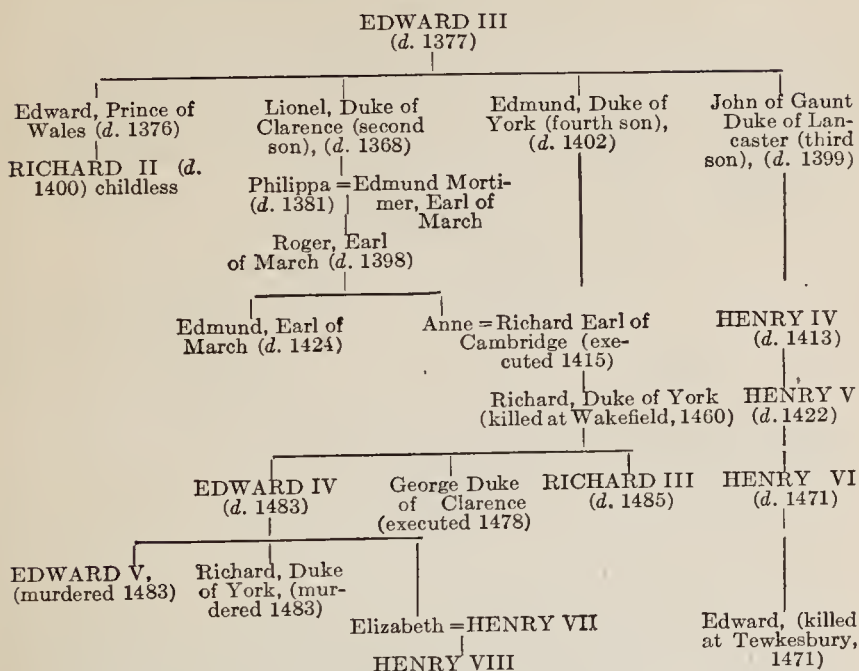 EDWARD III
(d. 1377)
Edward, Prince of
Wales (d. 1376)
RICHARD II (d.
1400) childless
Lionel, Duke of
Clarence (second
son), (d. 1368)
Philippa = Edmund Morti-
(d. 1381) mer, Earl of
March
Roger, Earl
of March (d. 1398)
Edmund, Duke of
York (fourth son),
(d. 1402)
John of Gaunt
Duke of Lan-
caster (third
son), (d. 1399)
Edmund, Earl of
March (d. 1424)
Anne = Richard Earl of
Cambridge (exe-
cuted 1415)
HENRY IV
(d. 1413)
Richard, Duke of York
(killed at Wakefield, 1460)
HENRY V
(d. 1422)
EDWARD IV
(d. 1483)
George Duke
of Clarence
(executed 1478)
RICHARD III
(d. 1485)
HENRY VI
(d. 1471)
EDWARD V,
(murdered 1483)
Richard, Duke
of York, (mur-
dered 1483)
Elizabeth = HENRY VII
HENRY VIII
Edward, (killed
at Tewkesbury,
1471)